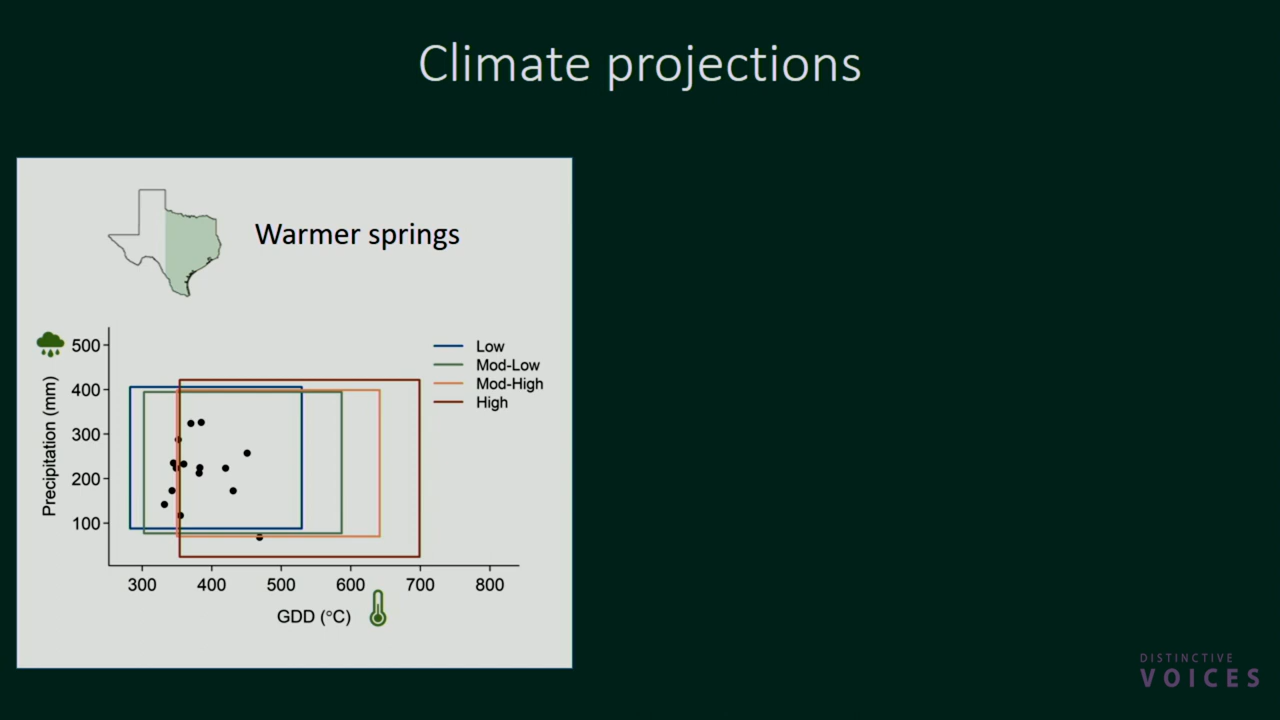 Climate projections
Warmer springs
500
400
300
200
100
Precipitation (mm)
Low
Mod-Low
Mod-High
High
300 400 500 600 700 800
GDD (°C)
DISTINCTIVE
VOICES